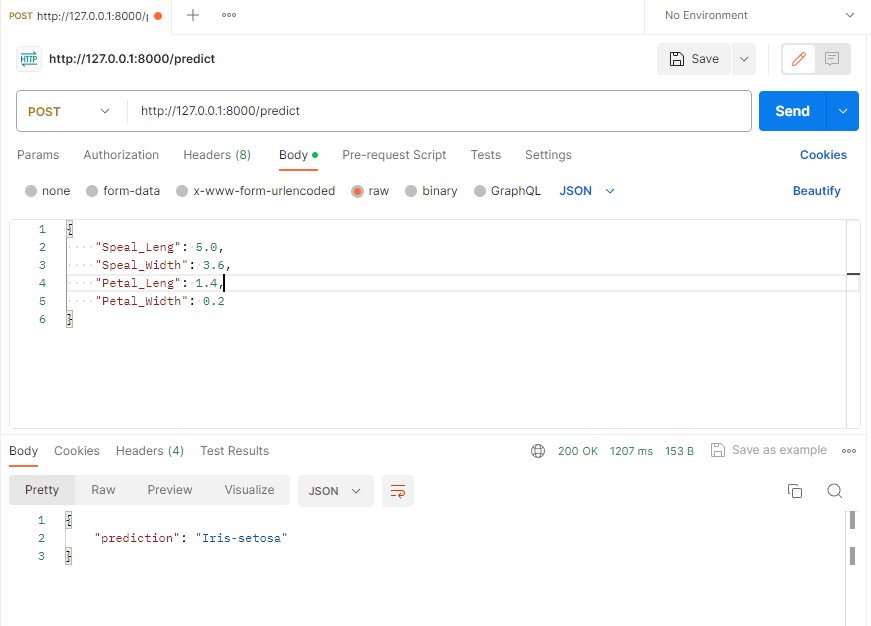 POST http://127.0.0.1:8000/p
No Environment
HTTP http://127.0.0.1:8000/predict
Save
POST http://127.0.0.1:8000/predict
Send
Params Authorization Headers (8) Body Pre-request Script Tests Settings Cookies
none form-data x-www-form-urlencoded raw binary GraphQL JSON Beautify
1 {
2 "Speal_Leng": 5.0,
3 "Speal_Width": 3.6,
4 "Petal_Leng": 1.4,
5 "Petal_Width": 0.2
6 }
Body Cookies Headers (4) Test Results 200 OK 1207 ms 153 B Save as example
Pretty Raw Preview Visualize JSON
1 {
2 "prediction": "Iris-setosa"
3 }